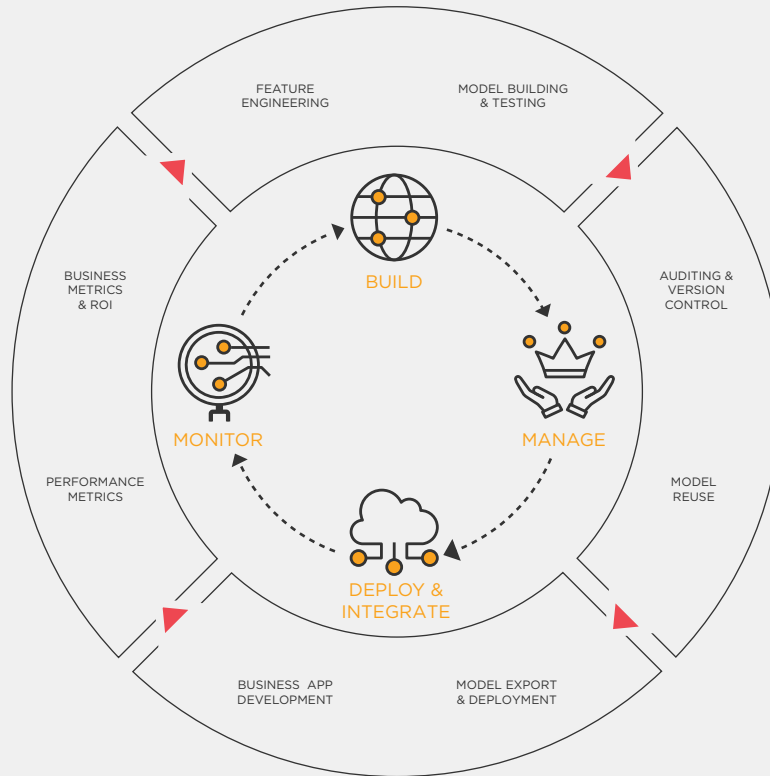 FEATURE
ENGINEERING
MODEL BUILDING
& TESTING
BUILD
BUSINESS
METRICS
& ROI
AUDITING &
VERSION
CONTROL
MONITOR
MANAGE
PERFORMANCE
METRICS
MODEL
REUSE
DEPLOY &
INTEGRATE
BUSINESS APP
DEVELOPMENT
MODEL EXPORT
& DEPLOYMENT